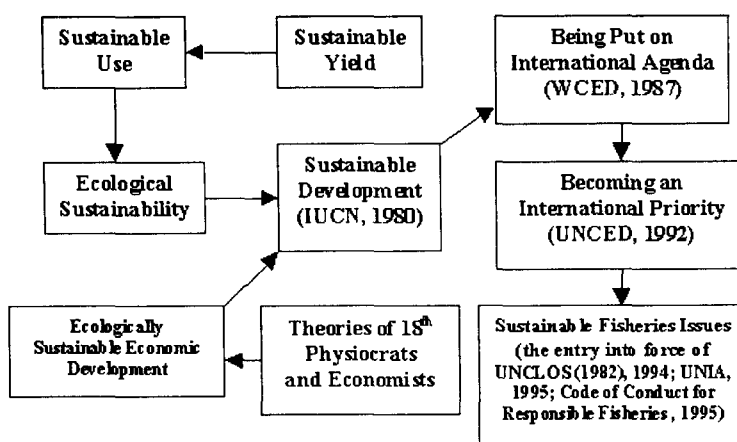 Sustainable
Use
Sustainable
Yield
Being Put on
International Agenda
(WCED, 1987)
Ecological
Sustainability
Sustainable
Development
(IUCN, 1980)
Becoming an
International Priority
(UNCED, 1992)
Ecologically
Sustainable Economic
Development
Theories of 18th
Physiocrats
and Economists
Sustainable Fisheries Issues
(the entry into force of
UNCLOS(1982), 1994; UNIA,
1995; Code of Conduct for
Responsible Fisheries, 1995)